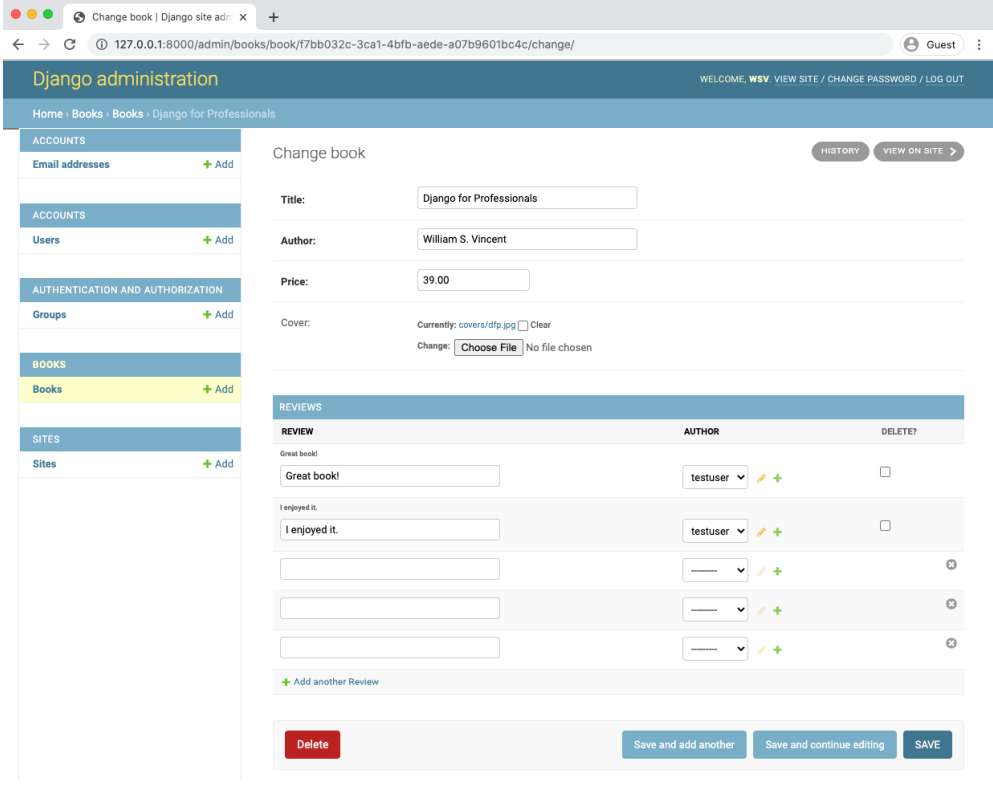 Change book | Django site adm
127.0.0.1:8000/admin/books/book/f7bb032c-3ca1-4bfb-aede-a07b9601bc4c/change/
Guest
Django administration
WELCOME, WSV. VIEW SITE / CHANGE PASSWORD / LOG OUT
Home › Books › Books › Django for Professionals
ACCOUNTS
Email addresses + Add
ACCOUNTS
Users + Add
AUTHENTICATION AND AUTHORIZATION
Groups + Add
BOOKS
Books + Add
SITES
Sites + Add
Change book
HISTORY
VIEW ON SITE
Title: Django for Professionals
Author: William S. Vincent
Price: 39.00
Cover: Currently: covers/dfp.jpg Clear
Change: Choose File No file chosen
REVIEWS
REVIEW AUTHOR DELETE?
Great book!
Great book! testuser
I enjoyed it.
I enjoyed it. testuser
---------
---------
---------
+ Add another Review
Delete Save and add another Save and continue editing SAVE